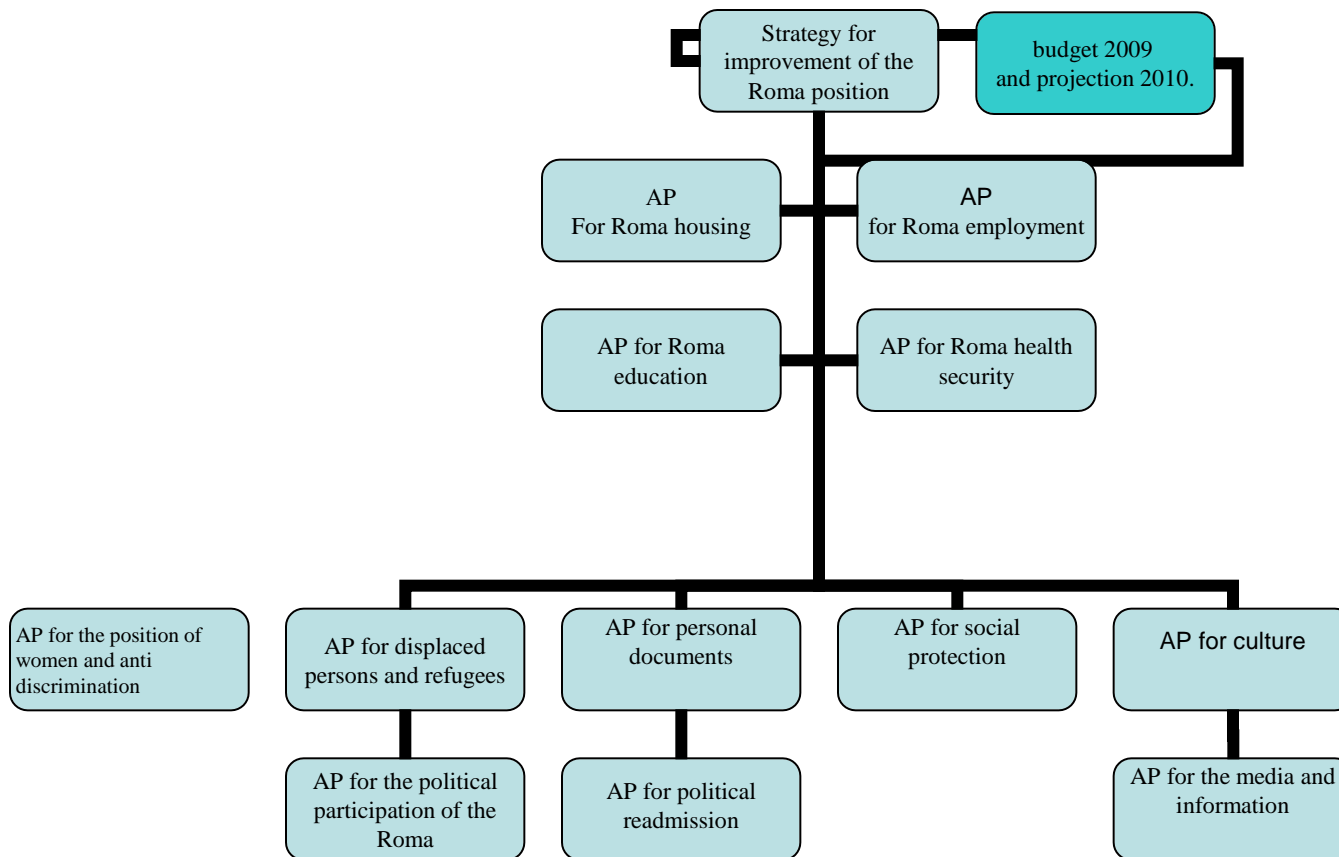 Strategy for
improvement of the
Roma position
budget 2009
and projection 2010.
AP
For Roma housing
AP
for Roma employment
AP for Roma
education
AP for Roma health
security
AP for the position of
women and anti
discrimination
AP for displaced
persons and refugees
AP for personal
documents
AP for social
protection
AP for culture
AP for the political
participation of the
Roma
AP for political
readmission
AP for the media and
information